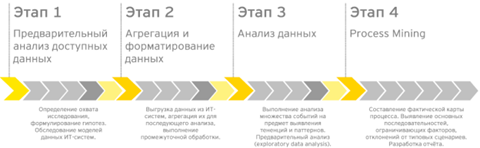 Этап 1
Предварительный
анализ доступных
данных
Определение охвата
исследования,
формулирование гипотез.
Обследование моделей
данных ИТ-систем.
Этап 2
Агрегация и
форматирование
данных
Выгрузка данных из ИТ-
систем, агрегация их для
последующего анализа,
выполнение
промежуточной обработки.
Этап 3
Анализ данных
Выполнение анализа
множества событий на
предмет выявления
тенденций и паттернов.
Предварительный анализ
(exploratory data analysis).
Этап 4
Process Mining
Составление фактической карты
процесса. Выявление основных
последовательностей,
ограничивающих факторов,
отклонений от типовых сценариев.
Разработка отчёта.